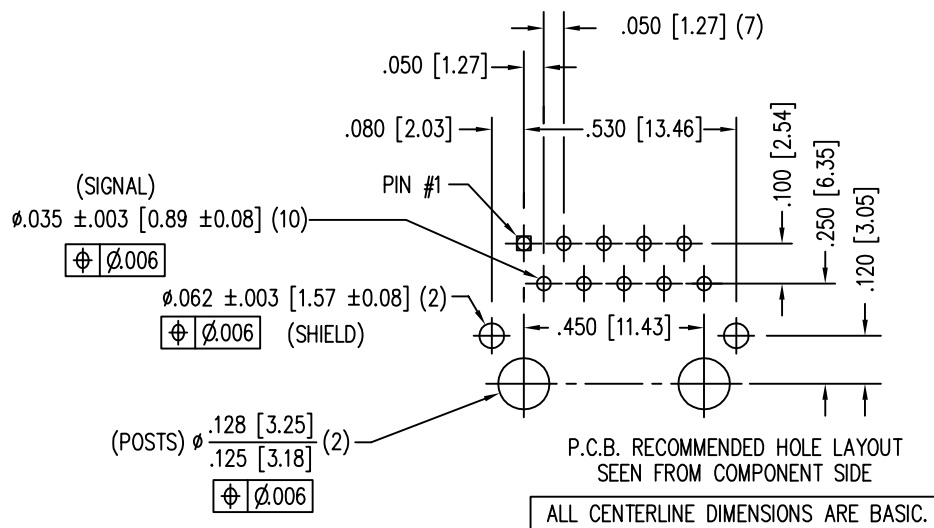 .050 [1.27] (7)
.050 [1.27]
.080 [2.03]
.530 [13.46]
.100 [2.54]
.250 [6.35]
.120 [3.05]
(SIGNAL)
PIN #1
ø.035 ±.003 [0.89 ±0.08] (10)
⌖ Ø.006
ø.062 ±.003 [1.57 ±0.08] (2)
⌖ Ø.006 (SHIELD)
.450 [11.43]
(POSTS) ø .128 [3.25] (2)
.125 [3.18]
⌖ Ø.006
P.C.B. RECOMMENDED HOLE LAYOUT
SEEN FROM COMPONENT SIDE
ALL CENTERLINE DIMENSIONS ARE BASIC.